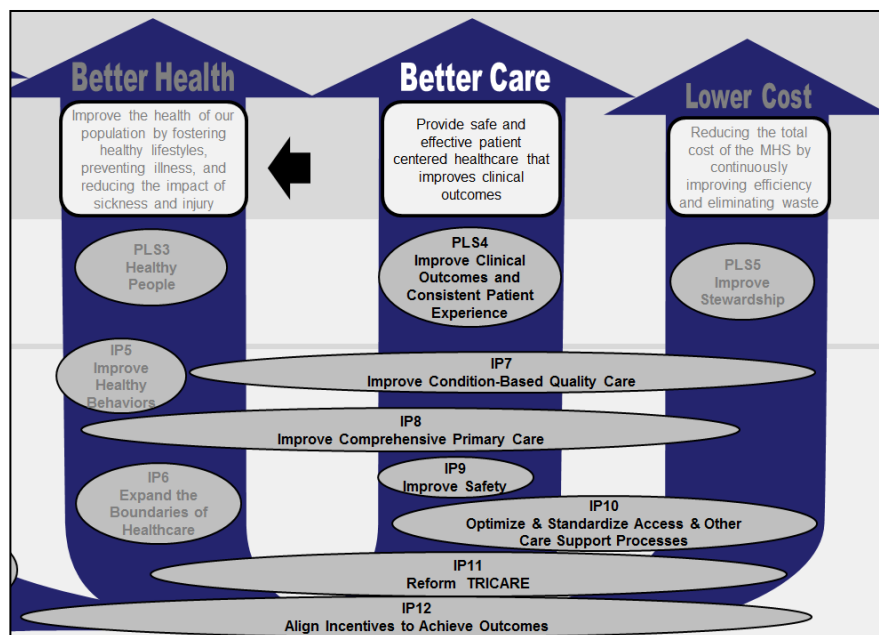 Better Health
Improve the health of our
population by fostering
healthy lifestyles,
preventing illness, and
reducing the impact of
sickness and injury
Better Care
Provide safe and
effective patient
centered healthcare that
improves clinical
outcomes
Lower Cost
Reducing the total
cost of the MHS by
continuously
improving efficiency
and eliminating waste
PLS3
Healthy
People
PLS4
Improve Clinical
Outcomes and
Consistent Patient
Experience
PLS5
Improve
Stewardship
IP5
Improve
Healthy
Behaviors
IP7
Improve Condition-Based Quality Care
IP8
Improve Comprehensive Primary Care
IP6
Expand the
Boundaries of
Healthcare
IP9
Improve Safety
IP10
Optimize & Standardize Access & Other
Care Support Processes
IP11
Reform TRICARE
IP12
Align Incentives to Achieve Outcomes